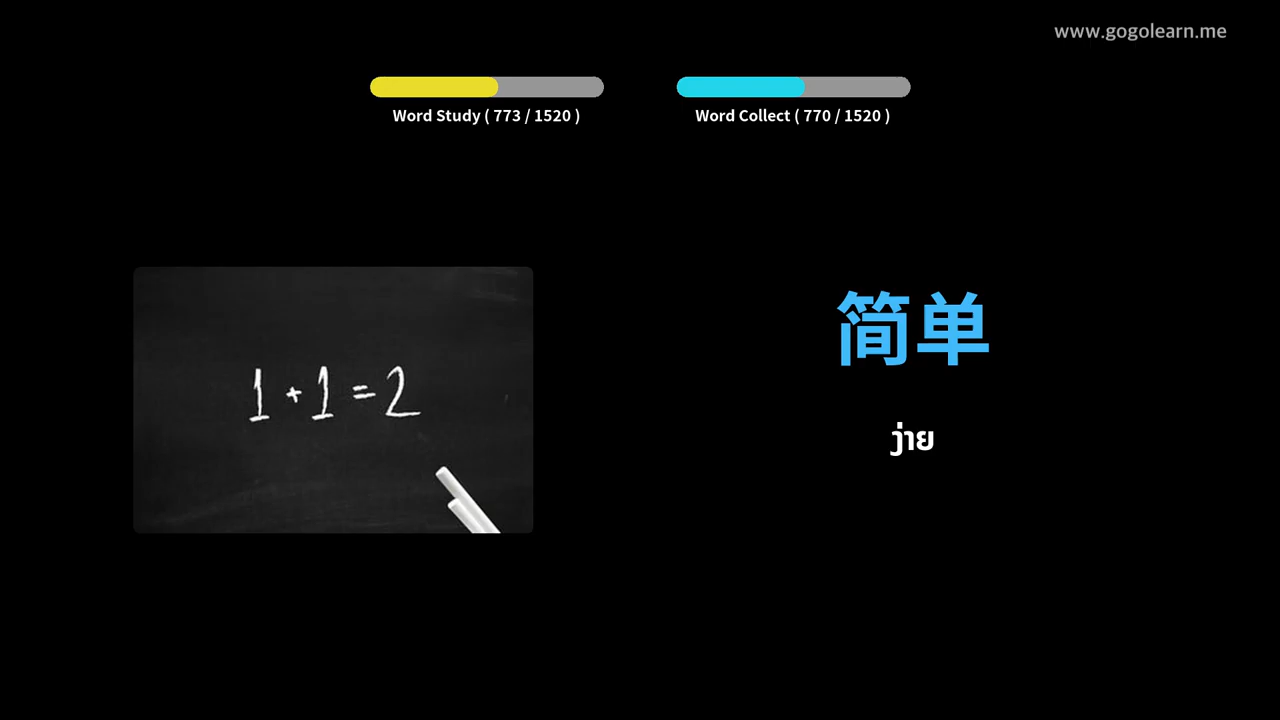 www.gogolearn.me
Word Study ( 773 / 1520 )
Word Collect ( 770 / 1520 )
1 + 1 = 2
简单
ง่าย